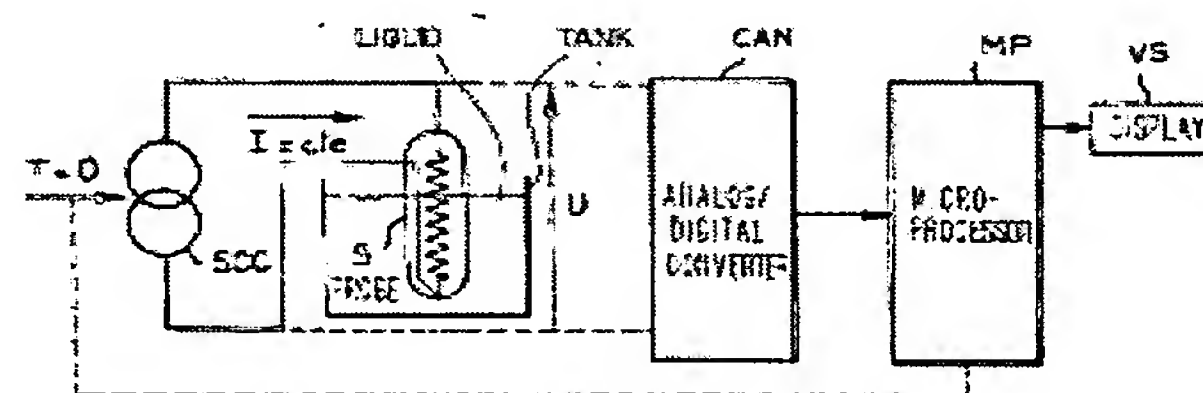 LIQUID
TANK
CAN
MP
VS
I = cte
T=0
U
SCC
S
PROBE
ANALOG/
DIGITAL
CONVERTER
MICRO-
PROCESSOR
DISPLAY